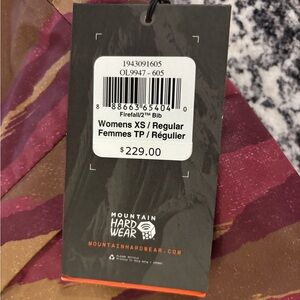 1943091605
OL9947 - 605
8 88663 65404 0
Firefall/2™ Bib
Womens XS / Regular
Femmes TP / Régulier
$229.00
MOUNTAIN
HARD
WEAR
MOUNTAINHARDWEAR.COM